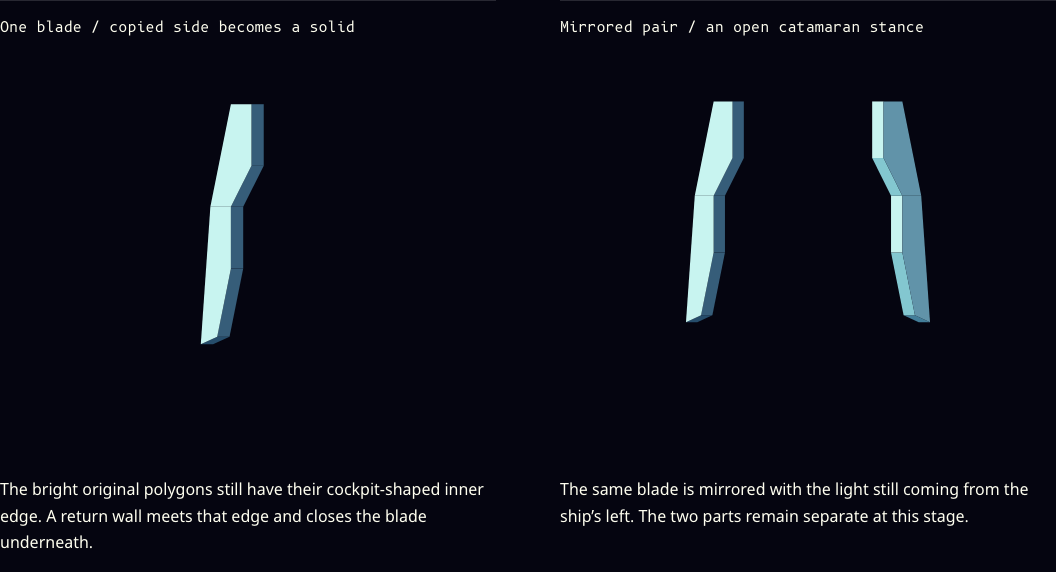 One blade / copied side becomes a solid
The bright original polygons still have their cockpit-shaped inner
edge. A return wall meets that edge and closes the blade
underneath.
Mirrored pair / an open catamaran stance
The same blade is mirrored with the light still coming from the
ship’s left. The two parts remain separate at this stage.